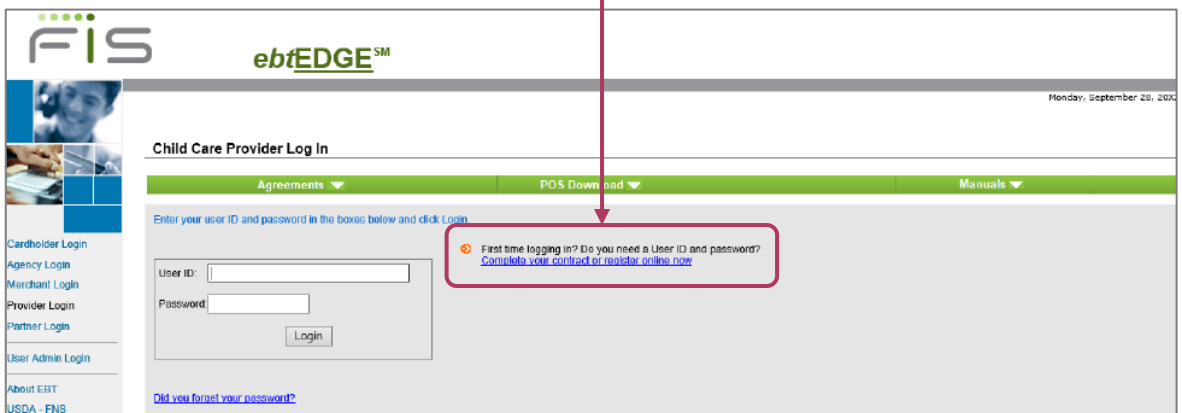 FIS
ebtEDGE℠
Monday, September 28, 20XX
Child Care Provider Log In
Agreements
POS Download
Manuals
Enter your user ID and password in the boxes below and click Login
First time logging in? Do you need a User ID and password?
Complete your contract or register online now
User ID:
Password:
Login
Did you forget your password?
Cardholder Login
Agency Login
Merchant Login
Provider Login
Partner Login
User Admin Login
About EBT
USDA - FNS